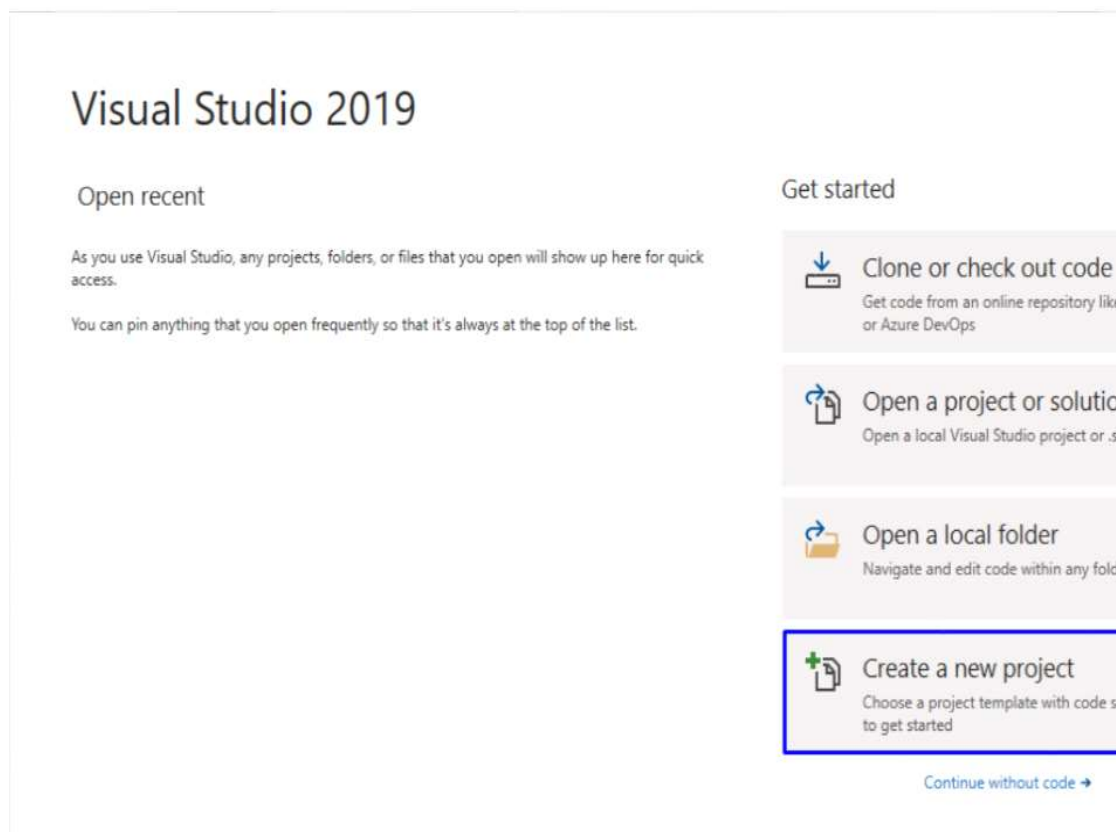 Visual Studio 2019
Open recent
As you use Visual Studio, any projects, folders, or files that you open will show up here for quick
access.
You can pin anything that you open frequently so that it's always at the top of the list.
Get started
Clone or check out code
Get code from an online repository
or Azure DevOps
Open a project or
Open a local Visual Studio project or
Open a local folder
Navigate and edit code within any
Create a new project
Choose a project template with code
to get started
Continue without code →